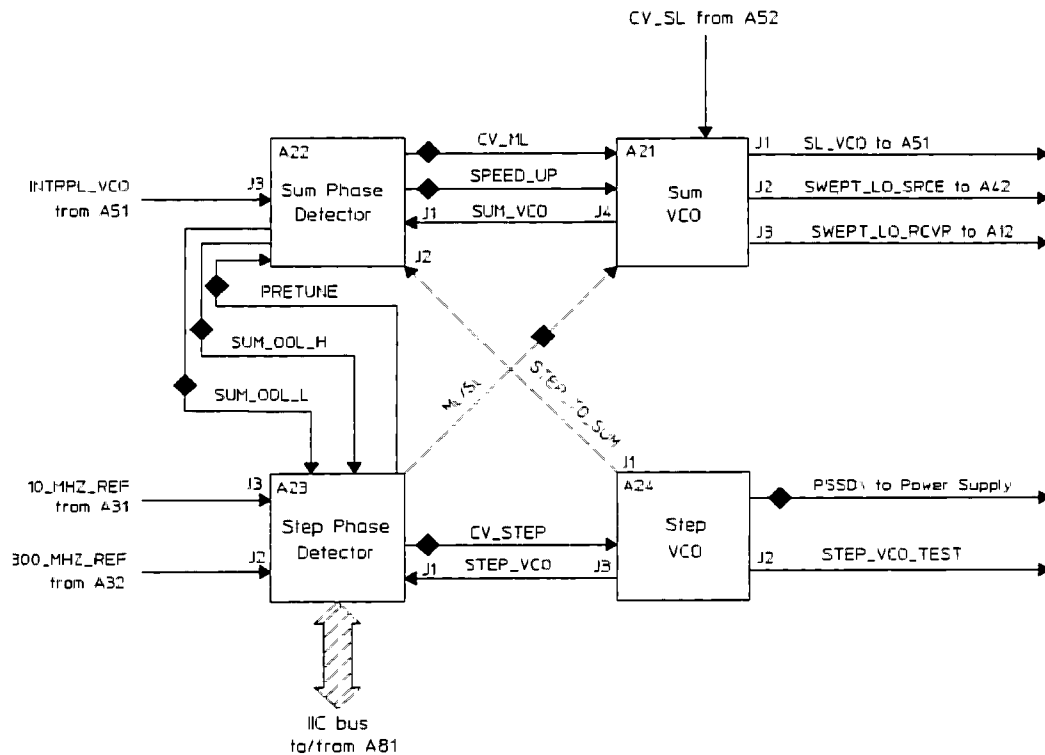 CV_SL from A52
A22
Sum Phase
Detector
J3
INTRPL_VCO
from A51
CV_ML
SPEED_UP
J1
SUM_VCO
J4
J2
A21
Sum
VCO
J1
SL_VCO to A51
J2
SWEPT_LO_SRCE to A42
J3
SWEPT_LO_RCVR to A12
PRETUNE
SUM_OOL_H
SUM_OOL_L
ML/SL
STEP_TO_SUM
10_MHZ_REF
from A31
J3
300_MHZ_REF
from A32
J2
A23
Step Phase
Detector
CV_STEP
J1
STEP_VCO
J3
J1
A24
Step
VCO
to Power Supply
J2
STEP_VCO_TEST
IIC bus
to/from A81